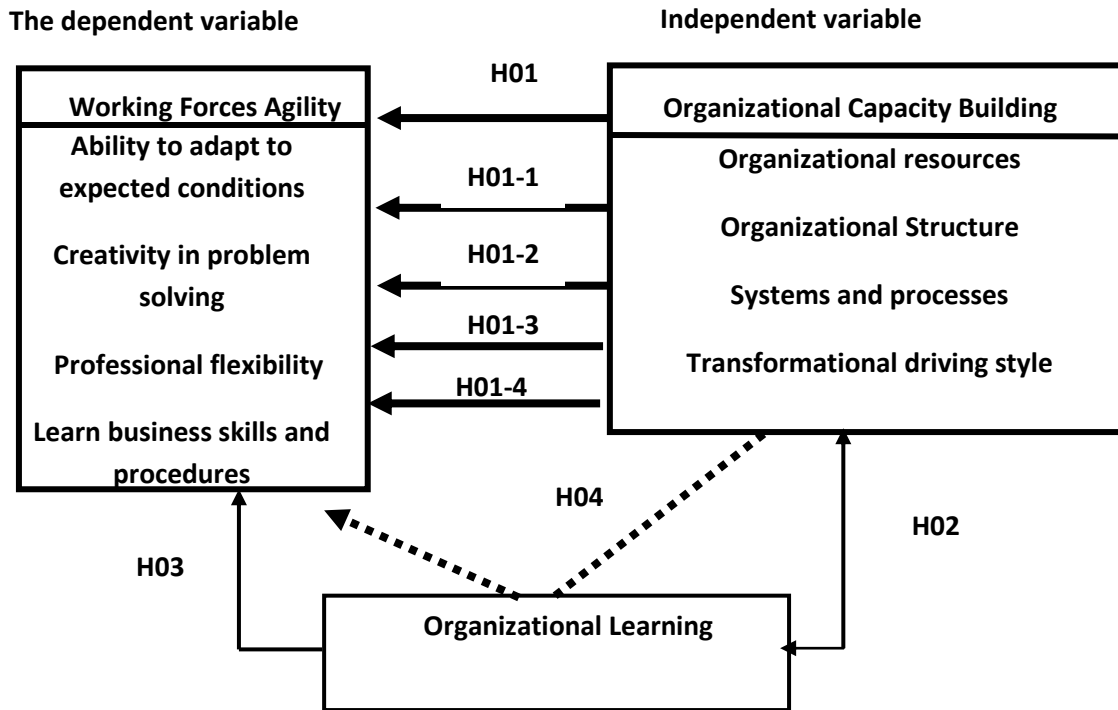 The dependent variable
Independent variable
Working Forces Agility
Ability to adapt to
expected conditions
Creativity in problem
solving
Professional flexibility
Learn business skills and
procedures
H01
H01-1
H01-2
H01-3
H01-4
Organizational Capacity Building
Organizational resources
Organizational Structure
Systems and processes
Transformational driving style
H04
H02
H03
Organizational Learning